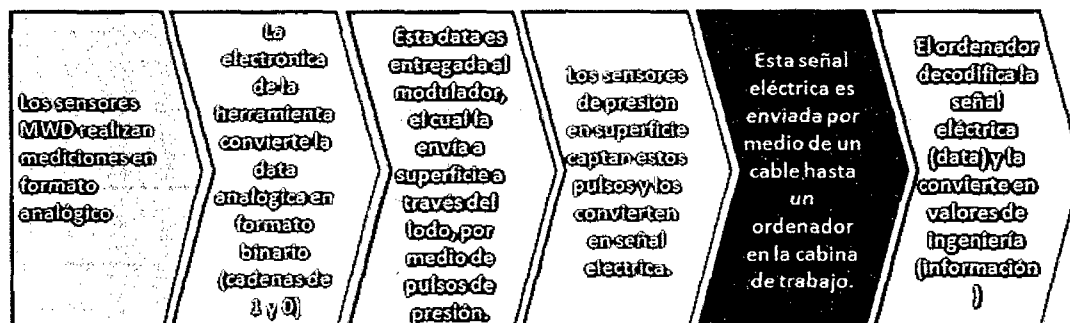 Los sensores
MWD realizan
mediciones en
formato
analógico
La
electrónica
de la
herramienta
convierte la
data
analógica en
formato
binario
(cadenas de
1 y 0)
Esta data es
entregada al
modulador,
el cual la
envía a
superficie a
través del
lodo, por
medio de
pulsos de
presión.
Los sensores
de presión
en superficie
captan estos
pulsos y los
convierten
en señal
electrica.
Esta señal
eléctrica es
enviada por
medio de un
cable hasta
un
ordenador
en la cabina
de trabajo.
El ordenador
decodifica la
señal
eléctrica
(data) y la
convierte en
valores de
ingeniería
(información
)